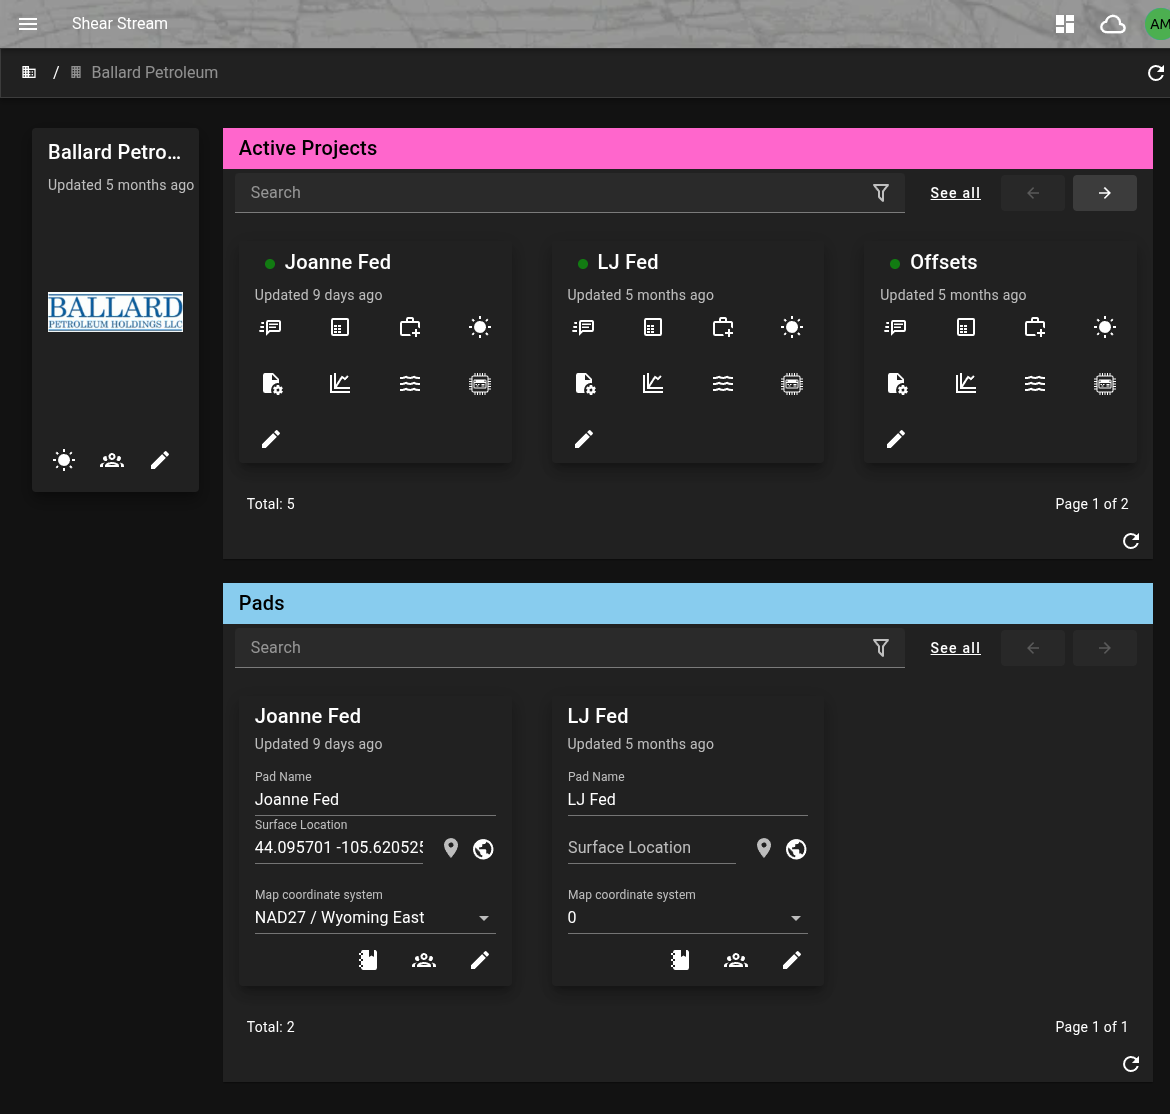 Shear Stream
AM
/ Ballard Petroleum
Ballard Petro...
Updated 5 months ago
BALLARD
PETROLEUM HOLDINGS LLC
Active Projects
Search
See all
Joanne Fed
Updated 9 days ago
LJ Fed
Updated 5 months ago
Offsets
Updated 5 months ago
Total: 5
Page 1 of 2
Pads
Search
See all
Joanne Fed
Updated 9 days ago
Pad Name
Joanne Fed
Surface Location
44.095701 -105.620525
Map coordinate system
NAD27 / Wyoming East
LJ Fed
Updated 5 months ago
Pad Name
LJ Fed
Surface Location
Map coordinate system
0
Total: 2
Page 1 of 1